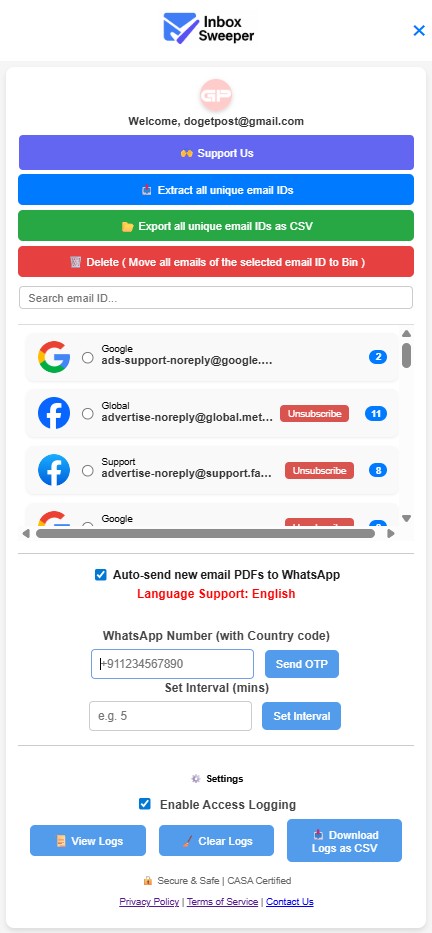 Inbox
Sweeper
✕
GP
Welcome, dogetpost@gmail.com
🙌 Support Us
📤 Extract all unique email IDs
📂 Export all unique email IDs as CSV
🗑️ Delete ( Move all emails of the selected email ID to Bin )
Search email ID...
Google
ads-support-noreply@google.... 2
Global
advertise-noreply@global.met... Unsubscribe 11
Support
advertise-noreply@support.fa... Unsubscribe 8
Google
Auto-send new email PDFs to WhatsApp
Language Support: English
WhatsApp Number (with Country code)
+911234567890 Send OTP
Set Interval (mins)
e.g. 5 Set Interval
⚙️ Settings
Enable Access Logging
📜 View Logs
🧹 Clear Logs
📥 Download
Logs as CSV
🔒 Secure & Safe | CASA Certified
Privacy Policy | Terms of Service | Contact Us